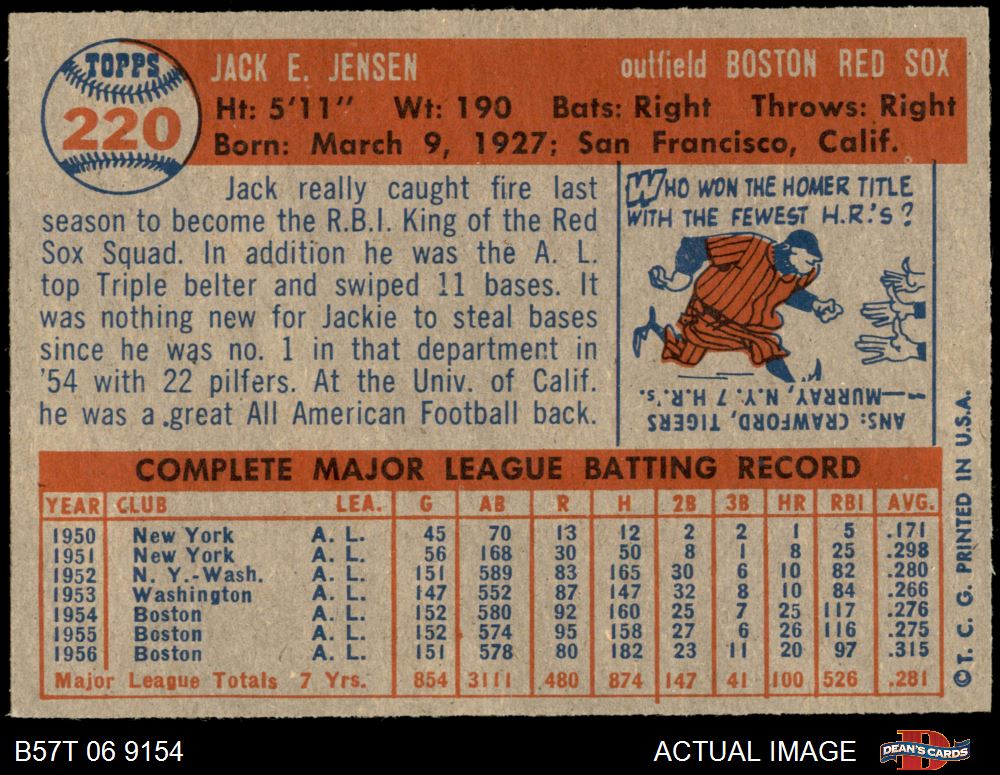 TOPPS
220
JACK E. JENSEN outfield BOSTON RED SOX
Ht: 5'11" Wt: 190 Bats: Right Throws: Right
Born: March 9, 1927; San Francisco, Calif.
Jack really caught fire last
season to become the R.B.I. King of the Red
Sox Squad. In addition he was the A. L.
top Triple belter and swiped 11 bases. It
was nothing new for Jackie to steal bases
since he was no. 1 in that department in
'54 with 22 pilfers. At the Univ. of Calif.
he was a great All American Football back.
WHO WON THE HOMER TITLE
WITH THE FEWEST H.R.'S?
ANS: CRAWFORD, TIGERS
—MURRAY, N.Y. 7 H.R.'s.
COMPLETE MAJOR LEAGUE BATTING RECORD
YEAR CLUB LEA. G AB R H 2B 3B HR RBI AVG.
1950 New York A. L. 45 70 13 12 2 2 1 5 .171
1951 New York A. L. 56 168 30 50 8 1 8 25 .298
1952 N. Y.-Wash. A. L. 151 589 83 165 30 6 10 82 .280
1953 Washington A. L. 147 552 87 147 32 8 10 84 .266
1954 Boston A. L. 152 580 92 160 25 7 25 117 .276
1955 Boston A. L. 152 574 95 158 27 6 26 116 .275
1956 Boston A. L. 151 578 80 182 23 11 20 97 .315
Major League Totals 7 Yrs. 854 3111 480 874 147 41 100 526 .281
©T. C. G. PRINTED IN U.S.A.
B57T 06 9154 ACTUAL IMAGE DEAN'S CARDS